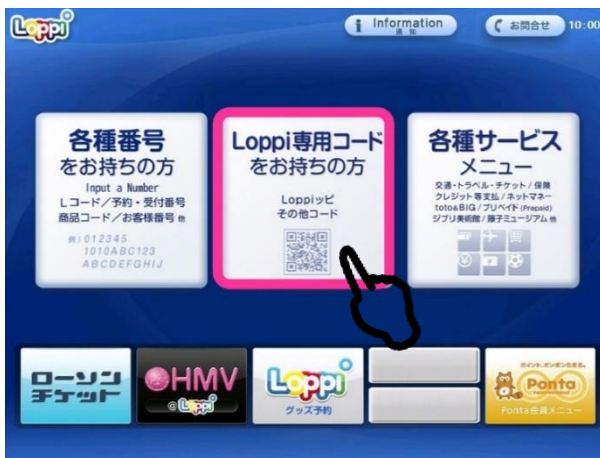 Loppi
i Information
通知
お問合せ
10:00
各種番号
をお持ちの方
Input a Number
Lコード/予約・受付番号
商品コード/お客様番号 他
例)012345
1010ABC123
ABCDEFGHIJ
Loppi専用コード
をお持ちの方
Loppiッピ
その他コード
各種サービス
メニュー
交通・トラベル・チケット/保険
クレジット等支払/ネットマネー
toto&BIG/プリペイド(Prepaid)
ジブリ美術館/藤子ミュージアム 他
ローソン
チケット
HMV
@Loppi
Loppi
グッズ予約
ポイント、ポンポンたまる。
Ponta
Ponta会員メニュー